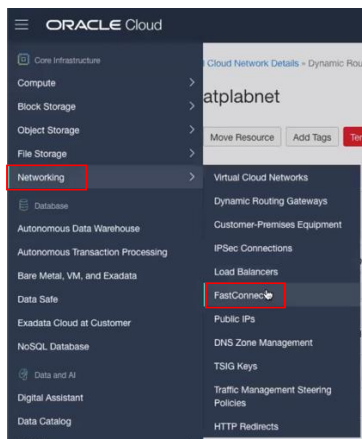 ORACLE Cloud
Core Infrastructure
Cloud Network Details » Dynamic Rou
Compute
atplabnet
Block Storage
Object Storage
Move Resource
Add Tags
Ter
File Storage
Networking
Virtual Cloud Networks
Database
Dynamic Routing Gateways
Autonomous Data Warehouse
Customer-Premises Equipment
Autonomous Transaction Processing
IPSec Connections
Bare Metal, VM, and Exadata
Load Balancers
Data Safe
FastConnect
Exadata Cloud at Customer
Public IPs
NoSQL Database
DNS Zone Management
TSIG Keys
Data and AI
Traffic Management Steering
Policies
Digital Assistant
Data Catalog
HTTP Redirects